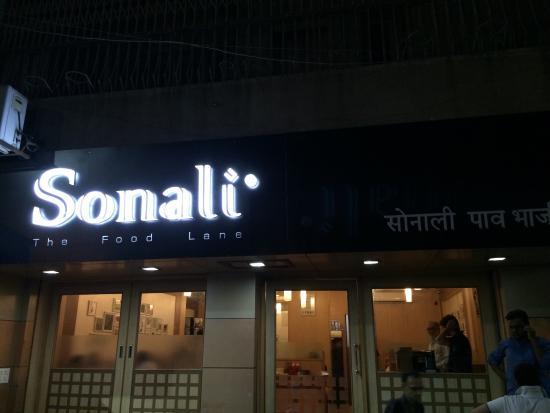 Sonali
The Food Lane
सोनाली पाव भाजी